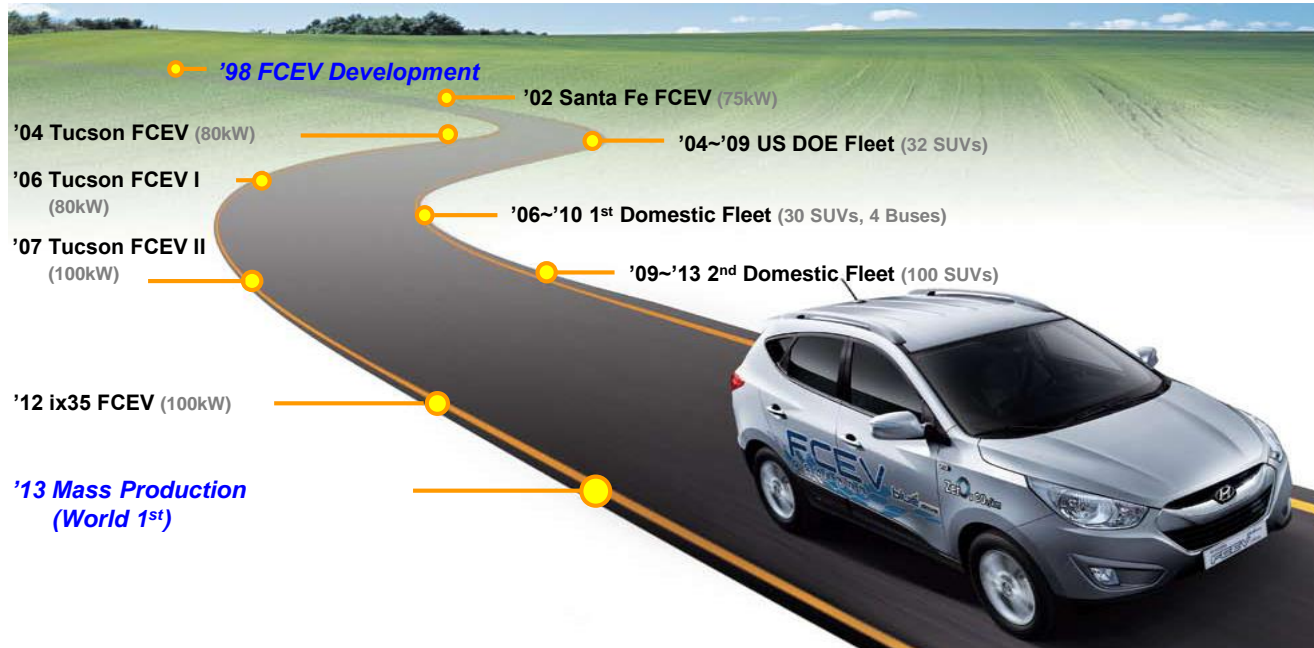 ’98 FCEV Development
’02 Santa Fe FCEV (75kW)
’04 Tucson FCEV (80kW)
’04~’09 US DOE Fleet (32 SUVs)
’06 Tucson FCEV I
(80kW)
’06~’10 1st Domestic Fleet (30 SUVs, 4 Buses)
’07 Tucson FCEV II
(100kW)
’09~’13 2nd Domestic Fleet (100 SUVs)
’12 ix35 FCEV (100kW)
’13 Mass Production
(World 1st)
FCEV
blue